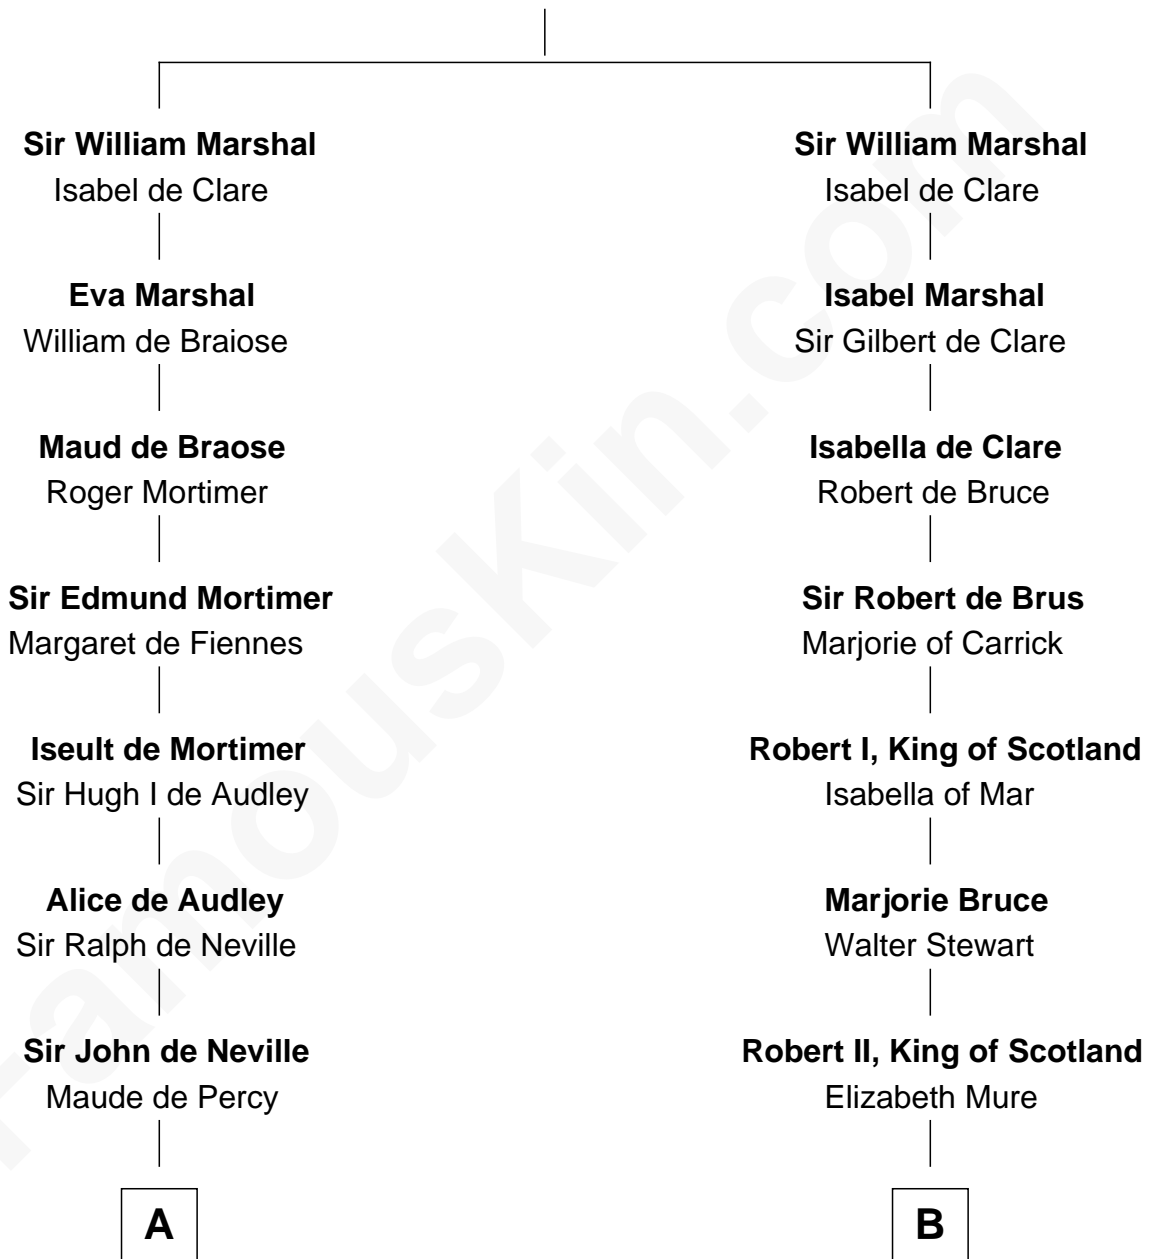 Sir William Marshal
Isabel de Clare
Eva Marshal
William de Braiose
Maud de Braose
Roger Mortimer
Sir Edmund Mortimer
Margaret de Fiennes
Iseult de Mortimer
Sir Hugh I de Audley
Alice de Audley
Sir Ralph de Neville
Sir John de Neville
Maude de Percy
A
Sir William Marshal
Isabel de Clare
Isabel Marshal
Sir Gilbert de Clare
Isabella de Clare
Robert de Bruce
Sir Robert de Brus
Marjorie of Carrick
Robert I, King of Scotland
Isabella of Mar
Marjorie Bruce
Walter Stewart
Robert II, King of Scotland
Elizabeth Mure
B
FamousKin.com